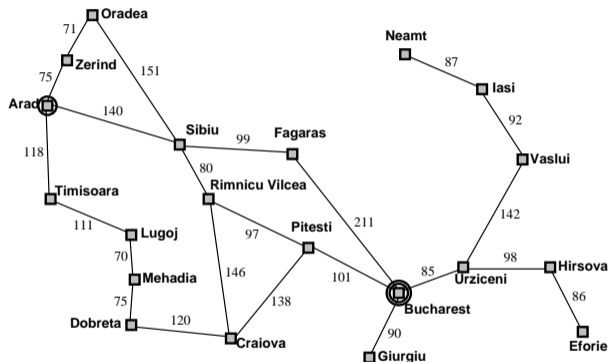 Oradea
71
Neamt
87
Zerind
151
75
Iasi
Arad
140
92
Sibiu
99
Fagaras
118
80
Vaslui
Rimnicu Vilcea
Timisoara
111
211
142
Lugoj
97
Pitesti
70
98
Hirsova
146
101
85
Urziceni
Mehadia
138
86
75
Bucharest
Dobreta
120
90
Craiova
Eforie
Giurgiu